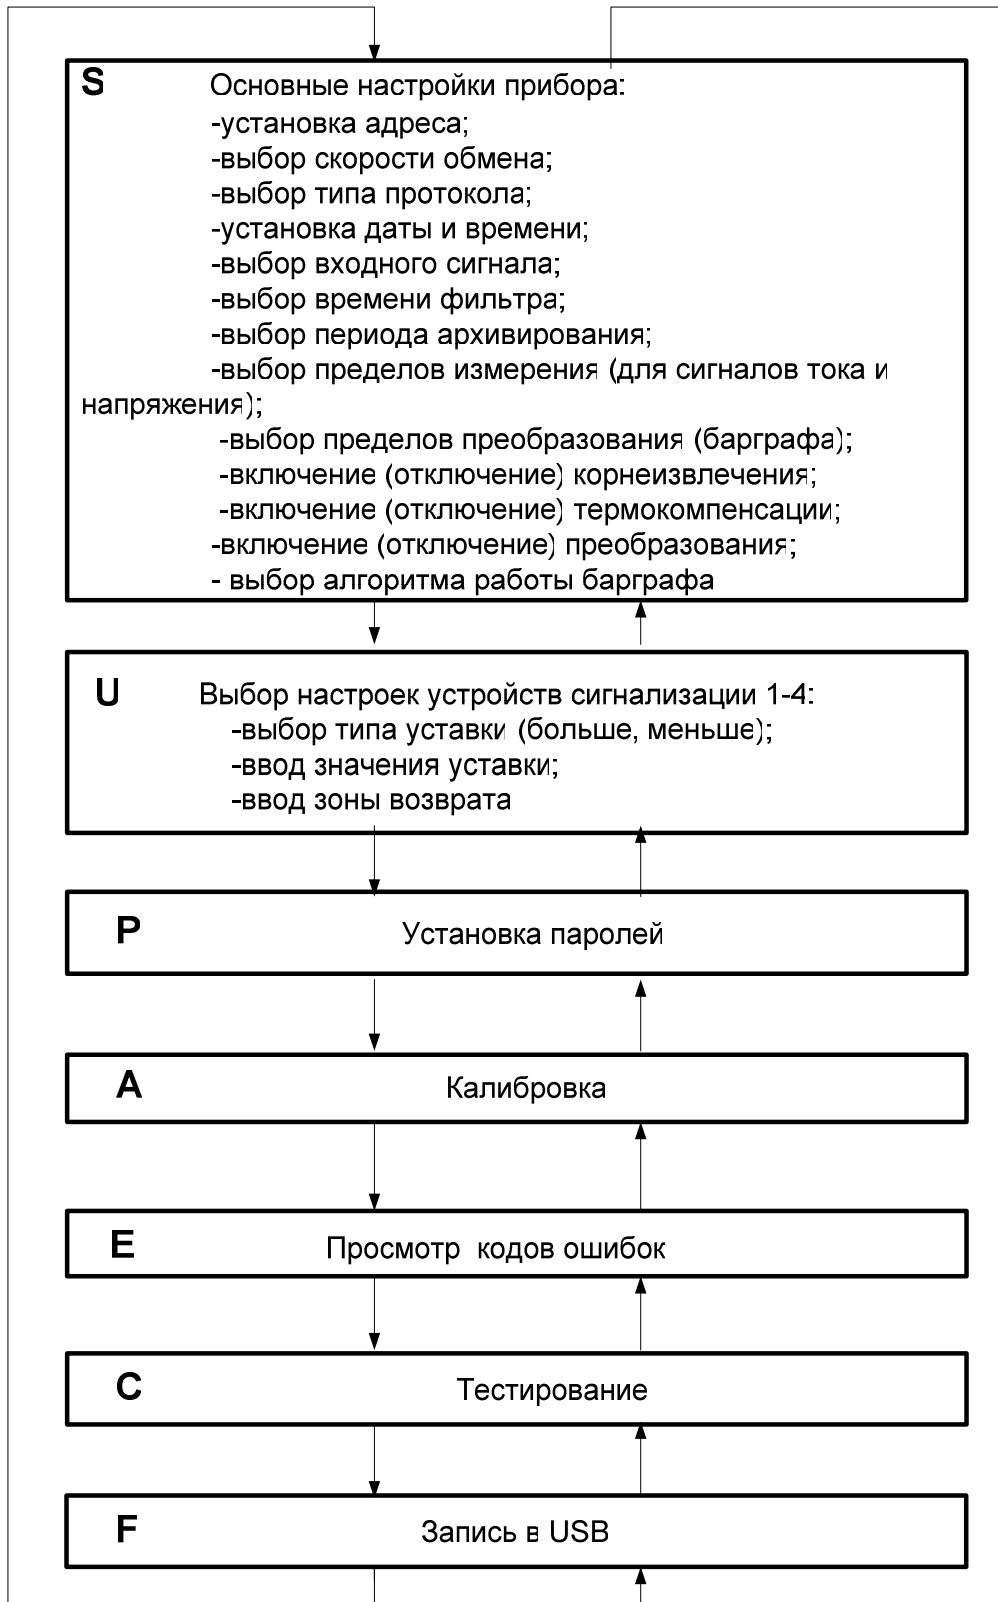 S Основные настройки прибора:
-установка адреса;
-выбор скорости обмена;
-выбор типа протокола;
-установка даты и времени;
-выбор входного сигнала;
-выбор времени фильтра;
-выбор периода архивирования;
-выбор пределов измерения (для сигналов тока и
напряжения);
-выбор пределов преобразования (барграфа);
-включение (отключение) корнеизвлечения;
-включение (отключение) термокомпенсации;
-включение (отключение) преобразования;
- выбор алгоритма работы барграфа
U Выбор настроек устройств сигнализации 1-4:
-выбор типа уставки (больше, меньше);
-ввод значения уставки;
-ввод зоны возврата
P Установка паролей
A Калибровка
E Просмотр кодов ошибок
C Тестирование
F Запись в USB